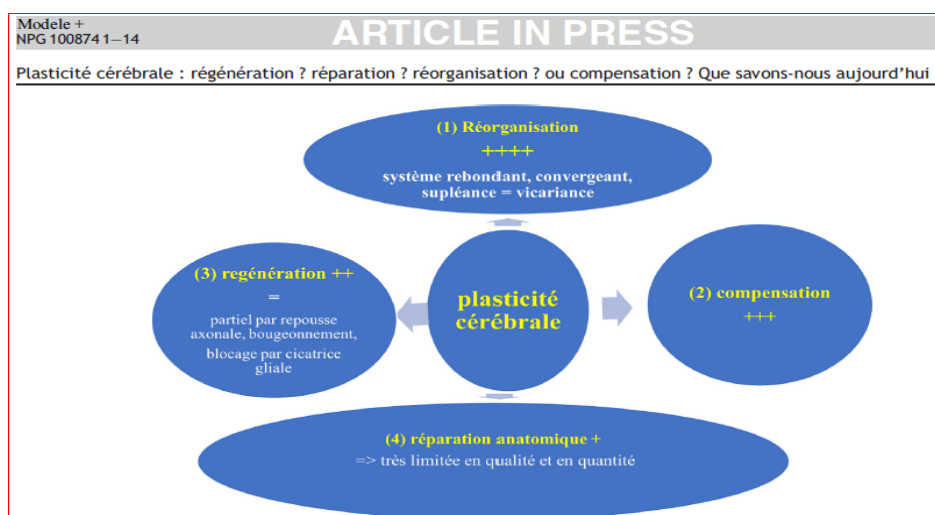 Modele +
NPG 100874 1—14
ARTICLE IN PRESS
Plasticité cérébrale : régénération ? réparation ? réorganisation ? ou compensation ? Que savons-nous aujourd’hui
(1) Réorganisation
++++
système rebondant, convergeant,
supléance = vicariance
(3) regénération ++
=
partiel par repousse
axonale, bougeonnement,
blocage par cicatrice
gliale
plasticité
cérébrale
(2) compensation
+++
(4) réparation anatomique +
=> très limitée en qualité et en quantité